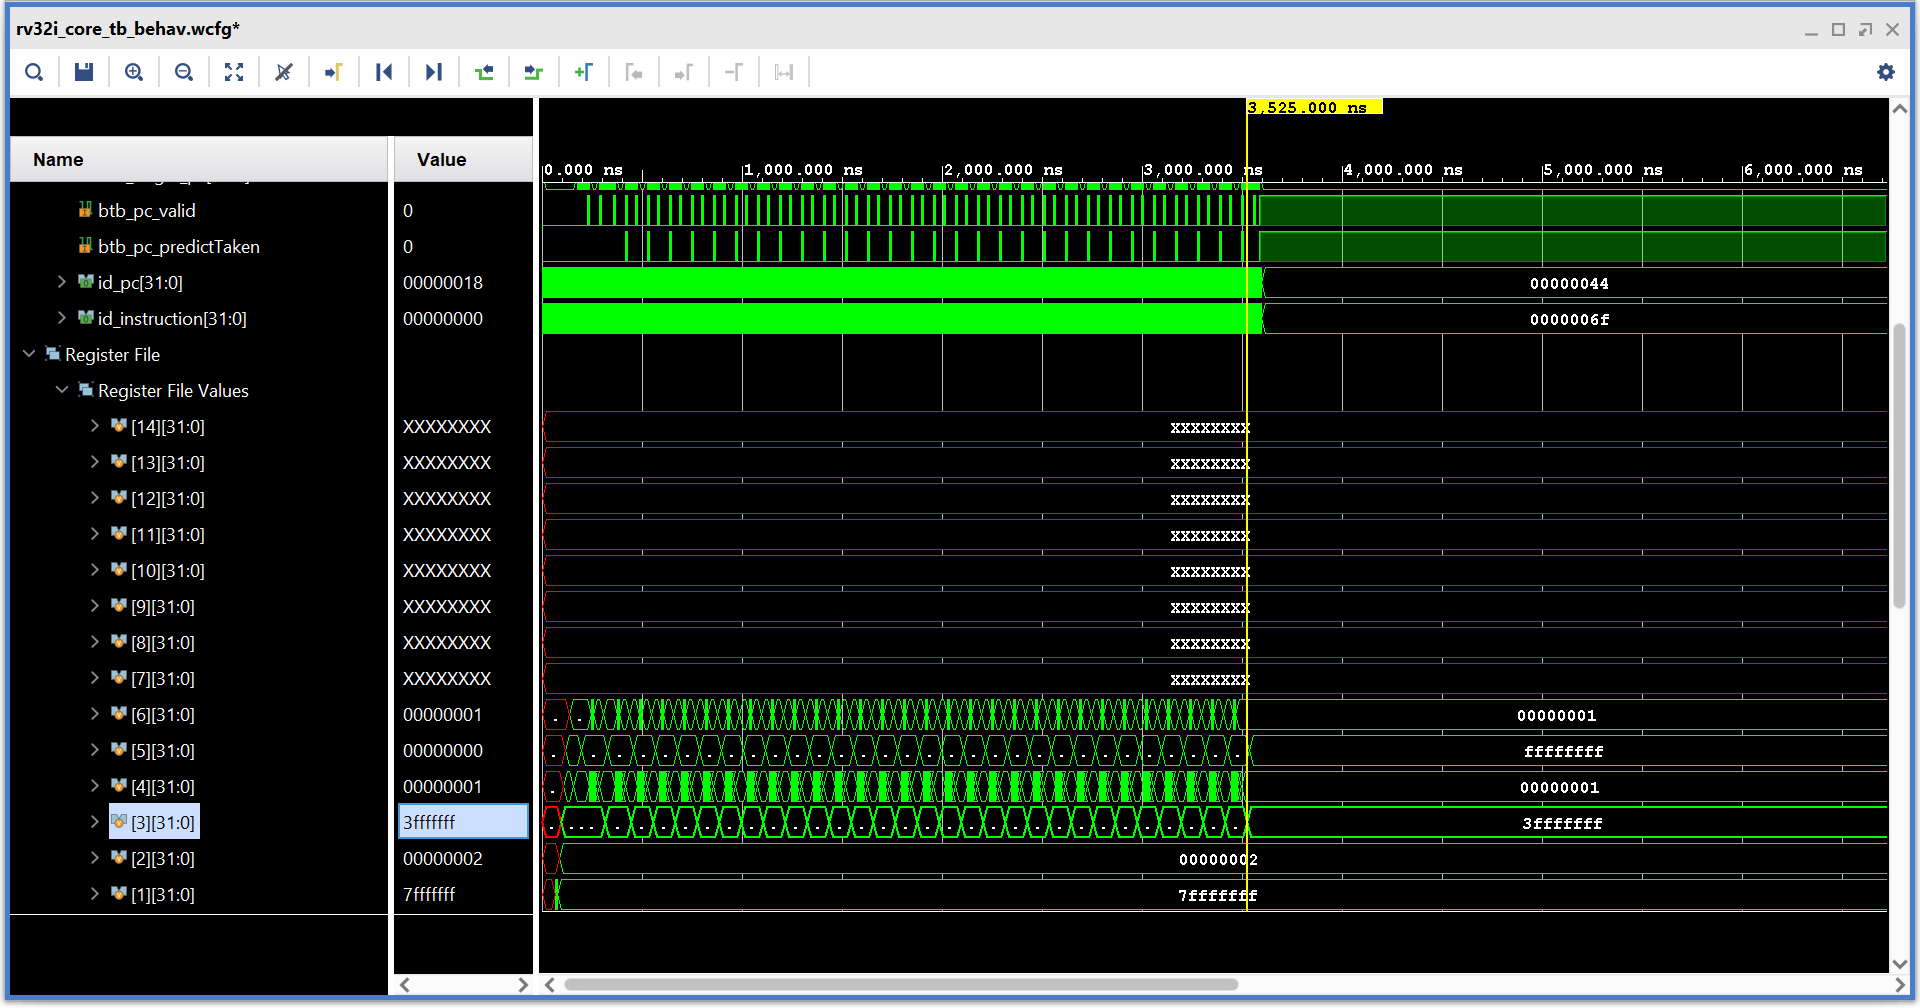 rv32i_core_tb_behav.wcfg*
3,525.000 ns
Name Value
0.000 ns 1,000.000 ns 2,000.000 ns 3,000.000 ns 4,000.000 ns 5,000.000 ns 6,000.000 ns
btb_pc_valid 0
btb_pc_predictTaken 0
id_pc[31:0] 00000018 00000044
id_instruction[31:0] 00000000 0000006f
Register File
Register File Values
[14][31:0] XXXXXXXX XXXXXXXX
[13][31:0] XXXXXXXX XXXXXXXX
[12][31:0] XXXXXXXX XXXXXXXX
[11][31:0] XXXXXXXX XXXXXXXX
[10][31:0] XXXXXXXX XXXXXXXX
[9][31:0] XXXXXXXX XXXXXXXX
[8][31:0] XXXXXXXX XXXXXXXX
[7][31:0] XXXXXXXX XXXXXXXX
[6][31:0] 00000001 00000001
[5][31:0] 00000000 ffffffff
[4][31:0] 00000001 00000001
[3][31:0] 3fffffff 3fffffff
[2][31:0] 00000002 00000002
[1][31:0] 7fffffff 7fffffff